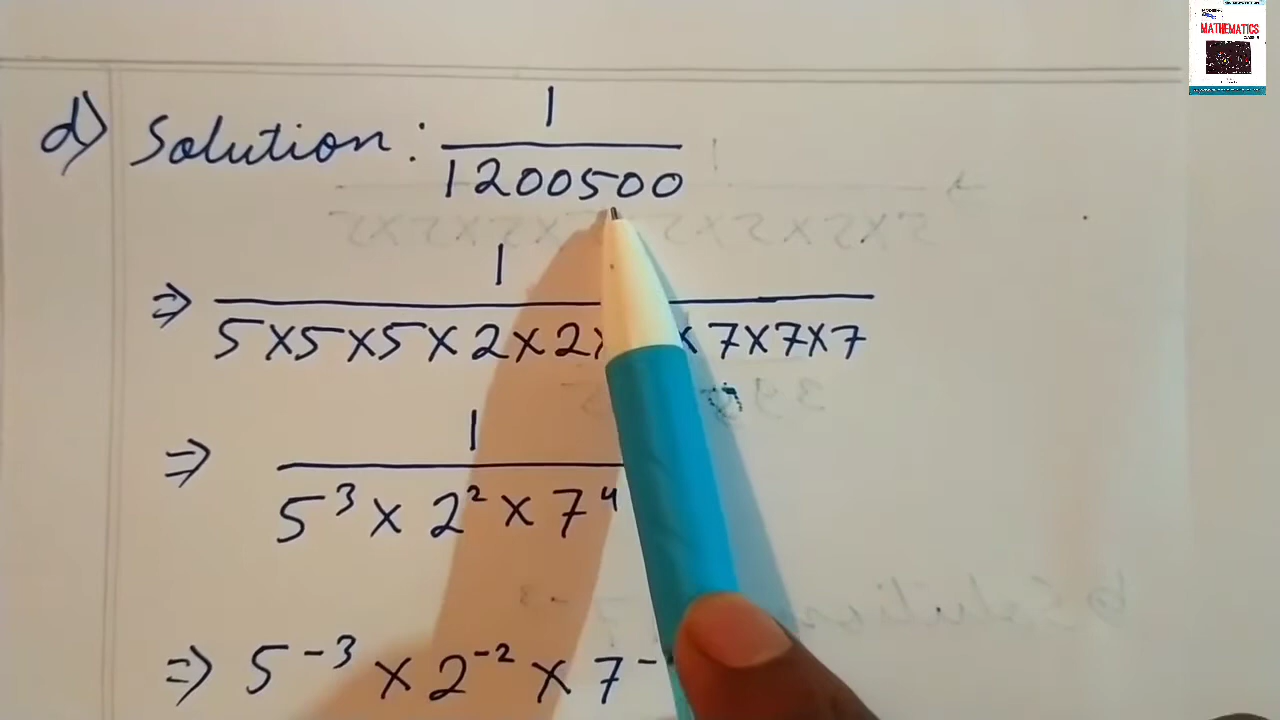 d) Solution: 1
1200500
⇒ 1
5×5×5×2×2× × 7×7×7
⇒ 1
5³ × 2² × 7⁴
⇒ 5⁻³ × 2⁻² × 7⁻
MATHEMATICS